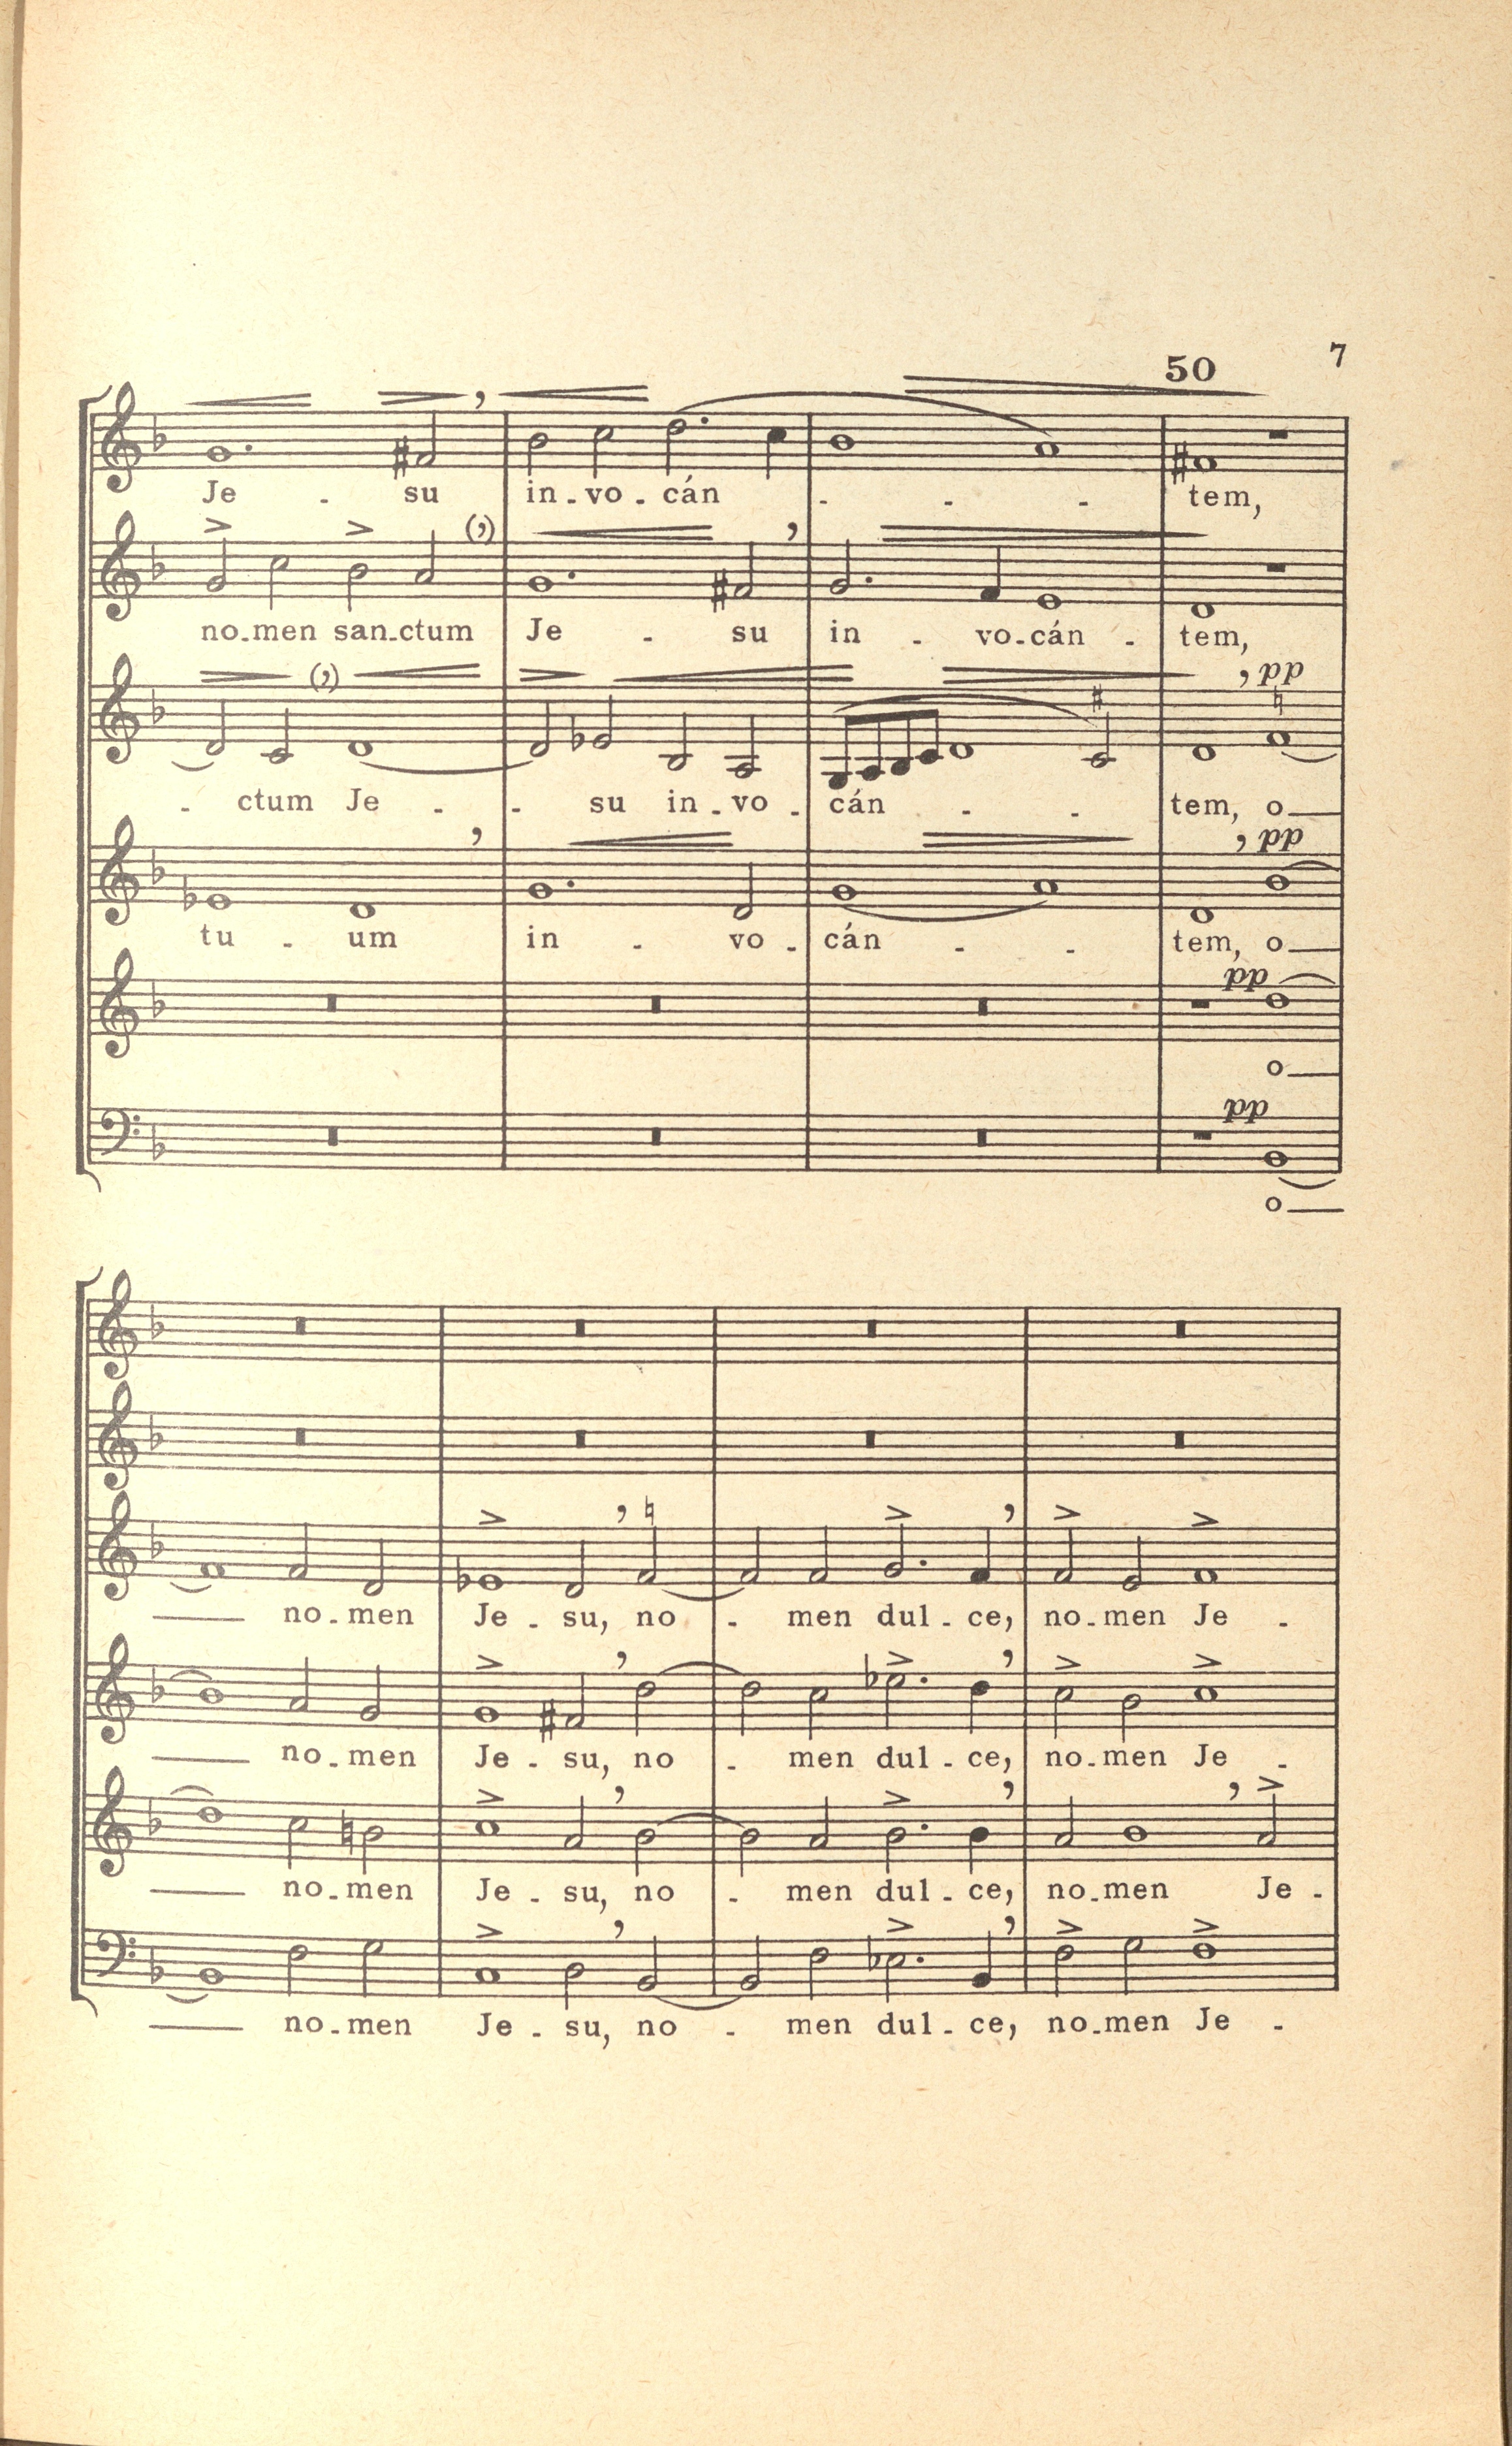 50
7
Je - su in - vo - cán - - - tem,
(,)
no - men san - ctum Je - su in - vo - cán - tem,
(,) pp
- ctum Je - - su in - vo - cán - - tem, o
pp
tu - um in - vo - cán - - tem, o
pp
o
pp
o
no - men Je - su, no - men dul - ce, no - men Je -
no - men Je - su, no - men dul - ce, no - men Je -
no - men Je - su, no - men dul - ce, no - men Je -
no - men Je - su, no - men dul - ce, no - men Je -